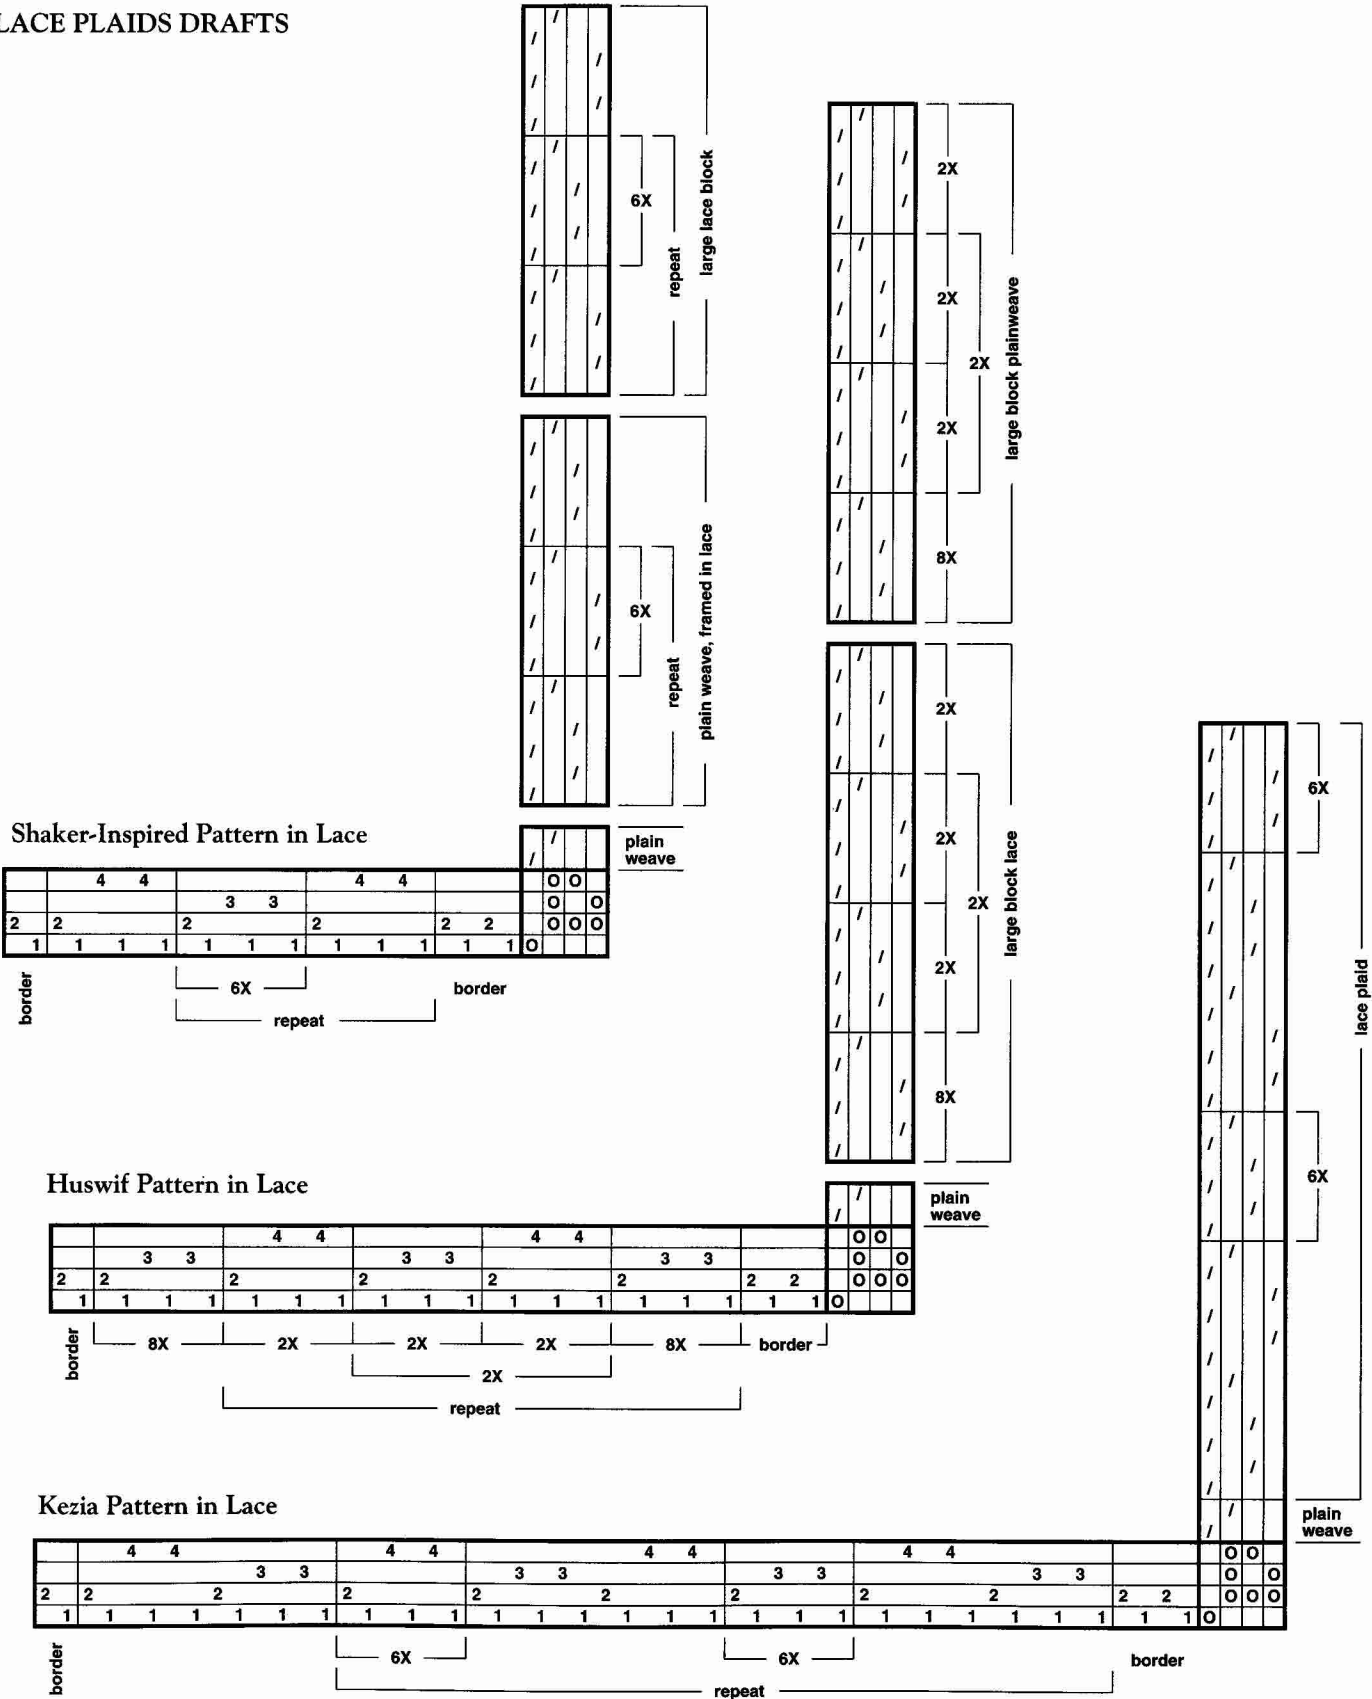 LACE PLAIDS DRAFTS
6X
repeat
large lace block
6X
repeat
plain weave, framed in lace
plain
weave
2X
2X
2X
2X
8X
large block plainweave
2X
2X
2X
2X
8X
large block lace
plain
weave
6X
6X
lace plaid
plain
weave
Shaker-Inspired Pattern in Lace
4 4 4 4 O O
3 3 O O
2 2 2 2 2 2 O O O
1 1 1 1 1 1 1 1 1 1 1 1 O
border
6X
border
repeat
Huswif Pattern in Lace
4 4 4 4 O O
3 3 3 3 3 3 O O
2 2 2 2 2 2 2 2 O O O
1 1 1 1 1 1 1 1 1 1 1 1 1 1 1 1 1 1 O
border
8X 2X 2X 2X 8X border
2X
repeat
Kezia Pattern in Lace
4 4 4 4 4 4 4 4 O O
3 3 3 3 3 3 3 3 O O
2 2 2 2 2 2 2 2 2 2 2 O O O
1 1 1 1 1 1 1 1 1 1 1 1 1 1 1 1 1 1 1 1 1 1 1 1 1 1 1 O
border
6X 6X border
repeat